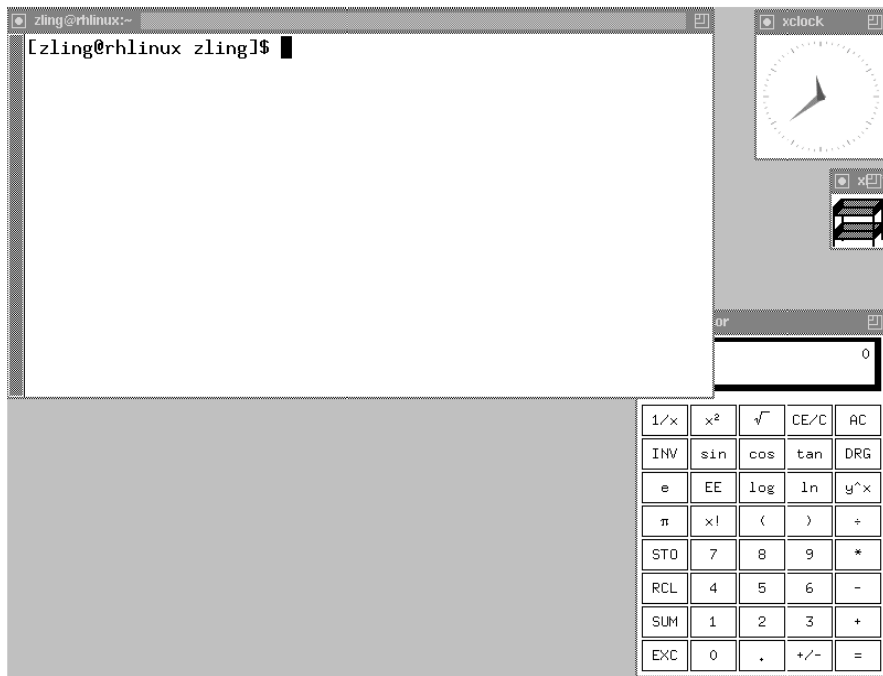 zling@rhlinux:~
[zling@rhlinux zling]$
xclock
or
0
1/x x² √ CE/C AC
INV sin cos tan DRG
e EE log ln y^x
π x! ( ) ÷
STO 7 8 9 *
RCL 4 5 6 -
SUM 1 2 3 +
EXC 0 . +/- =